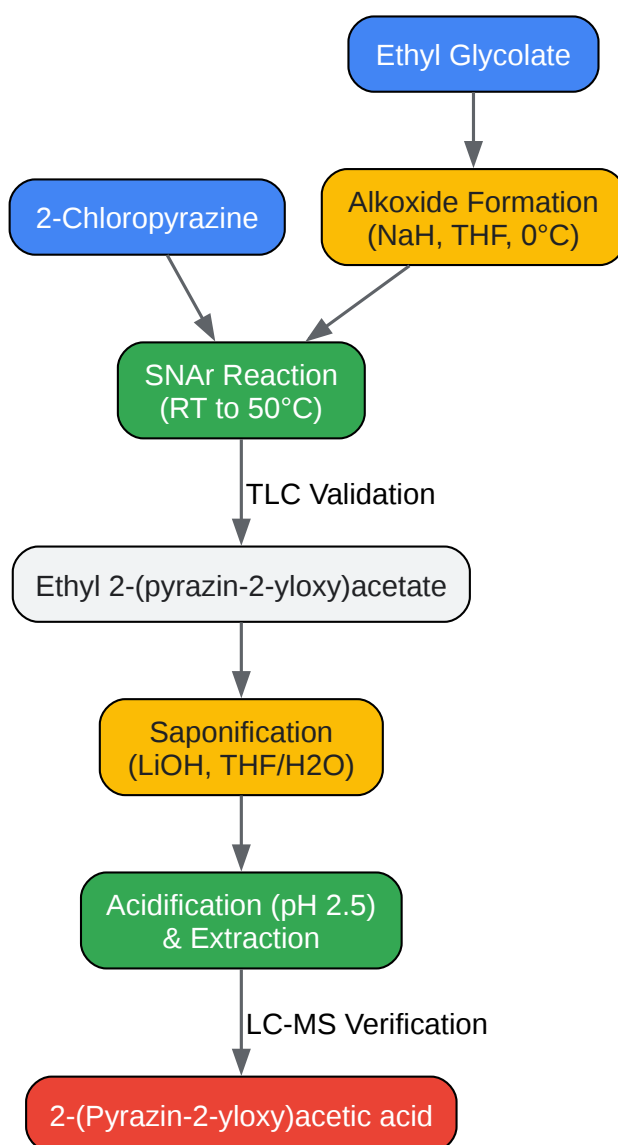 Ethyl Glycolate
2-Chloropyrazine
Alkoxide Formation
(NaH, THF, 0°C)
SNAr Reaction
(RT to 50°C)
TLC Validation
Ethyl 2-(pyrazin-2-yloxy)acetate
Saponification
(LiOH, THF/H2O)
Acidification (pH 2.5)
& Extraction
LC-MS Verification
2-(Pyrazin-2-yloxy)acetic acid